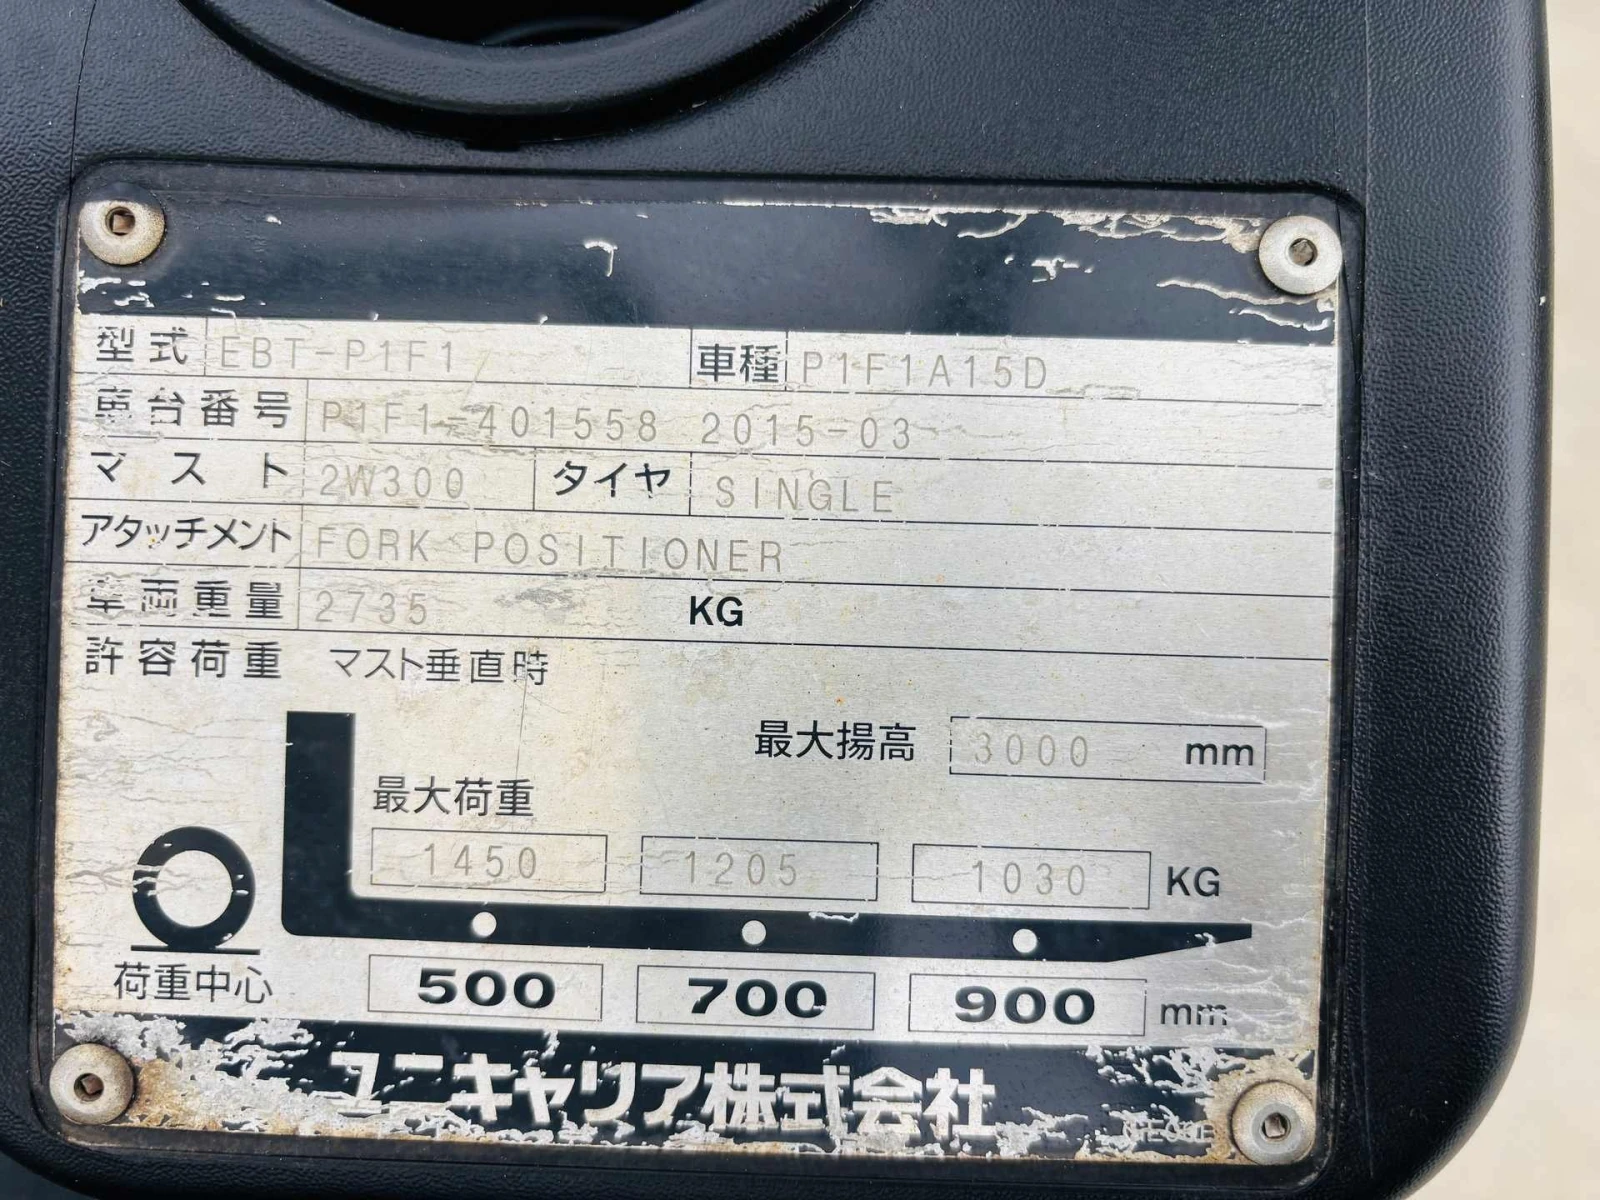 型式 EBT-P1F1 車種 P1F1A15D
車台番号 P1F1-401558 2015-03
マスト 2W300 タイヤ SINGLE
アタッチメント FORK POSITIONER
車両重量 2735 KG
許容荷重 マスト垂直時
最大揚高 3000 mm
最大荷重
1450 1205 1030 KG
荷重中心 500 700 900 mm
ユニキャリア株式会社